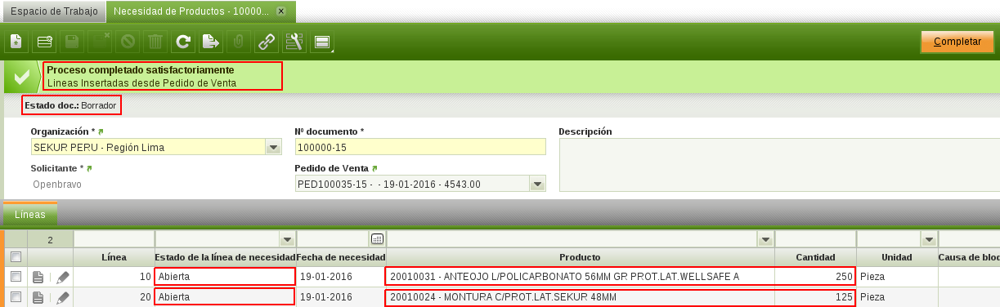 Espacio de Trabajo Necesidad de Productos - 10000... x
Completar
Proceso completado satisfactoriamente
Lineas Insertadas desde Pedido de Venta
Estado doc.: Borrador
Organización * Nº documento * Descripción
SEKUR PERU - Región Lima 100000-15
Solicitante * Pedido de Venta
Openbravo PED100035-15 - - 19-01-2016 - 4543.00
Líneas
2
Línea Estado de la línea de necesidad Fecha de necesidad Producto Cantidad Unidad Causa de bloc
10 Abierta 19-01-2016 20010031 - ANTEOJO L/POLICARBONATO 56MM GR PROT.LAT.WELLSAFE A 250 Pieza
20 Abierta 19-01-2016 20010024 - MONTURA C/PROT.LAT.SEKUR 48MM 125 Pieza